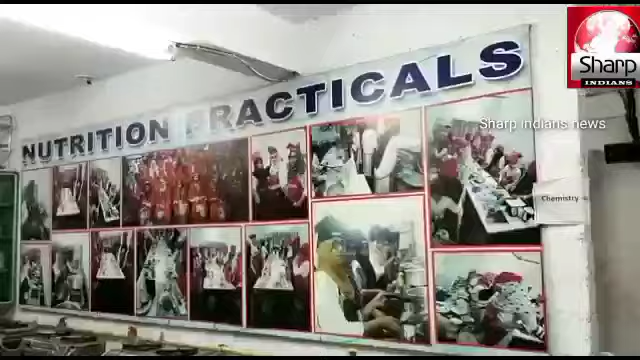 NUTRITION PRACTICALS
Sharp
INDIANS
Sharp indians news
Chemistry